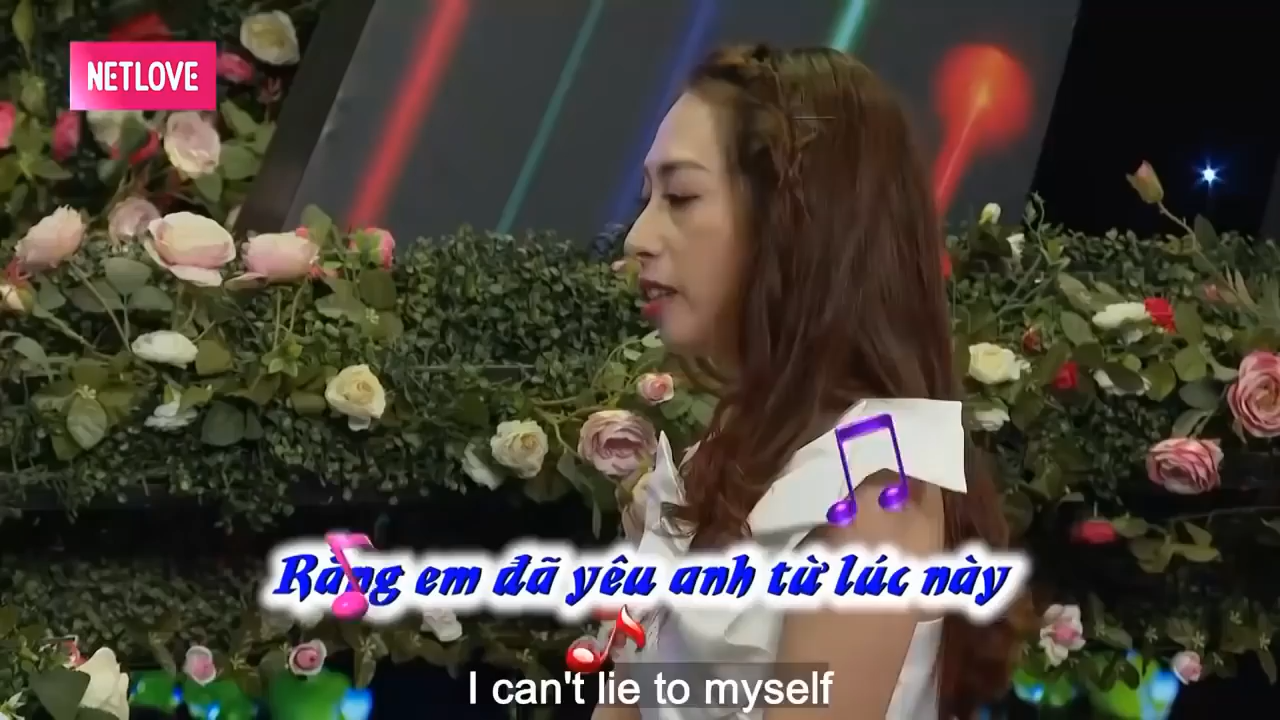 NETLOVE
Rằng em đã yêu anh từ lúc này
I can't lie to myself